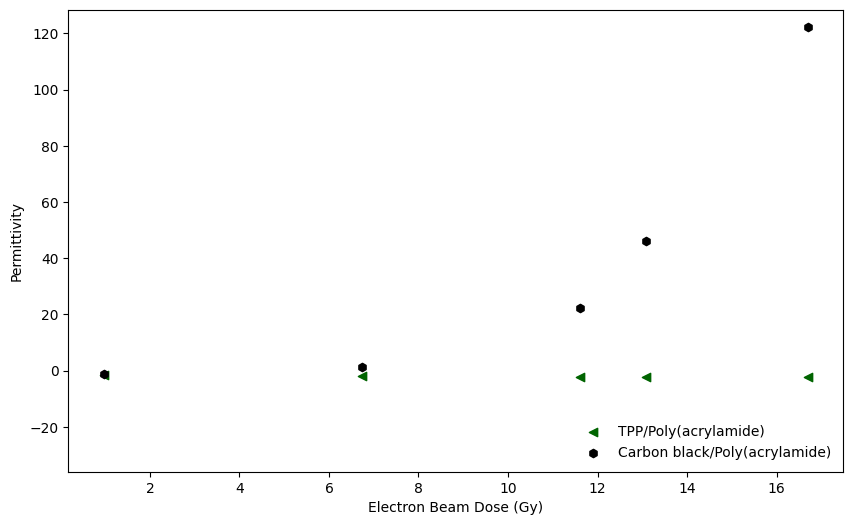 120
100
80
60
40
20
0
−20
Permittivity
2 4 6 8 10 12 14 16
Electron Beam Dose (Gy)
TPP/Poly(acrylamide)
Carbon black/Poly(acrylamide)